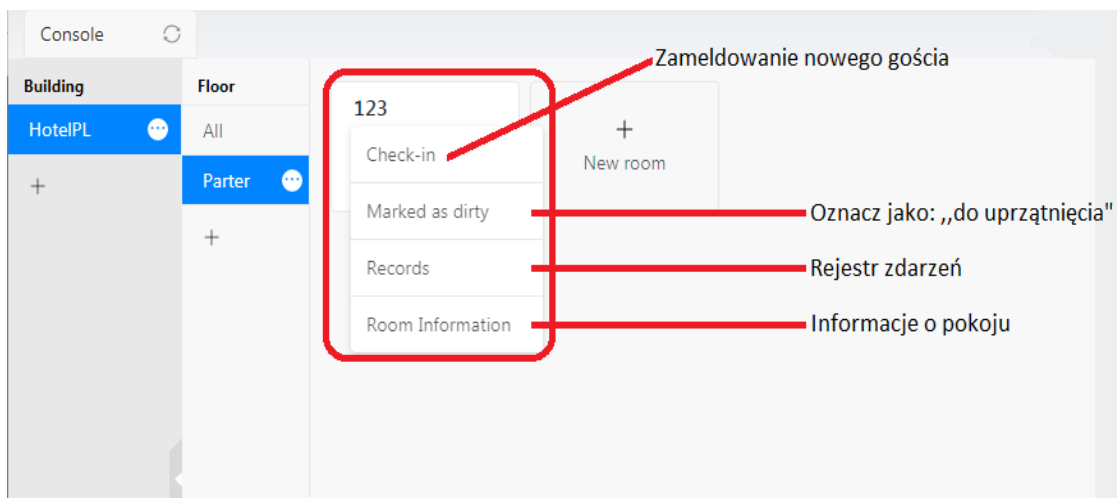 Console
Building
Floor
HotelPL
All
Parter
+
+
123
Check-in
Marked as dirty
Records
Room Information
+
New room
Zameldowanie nowego gościa
Oznacz jako: ,,do uprzątnięcia"
Rejestr zdarzeń
Informacje o pokoju